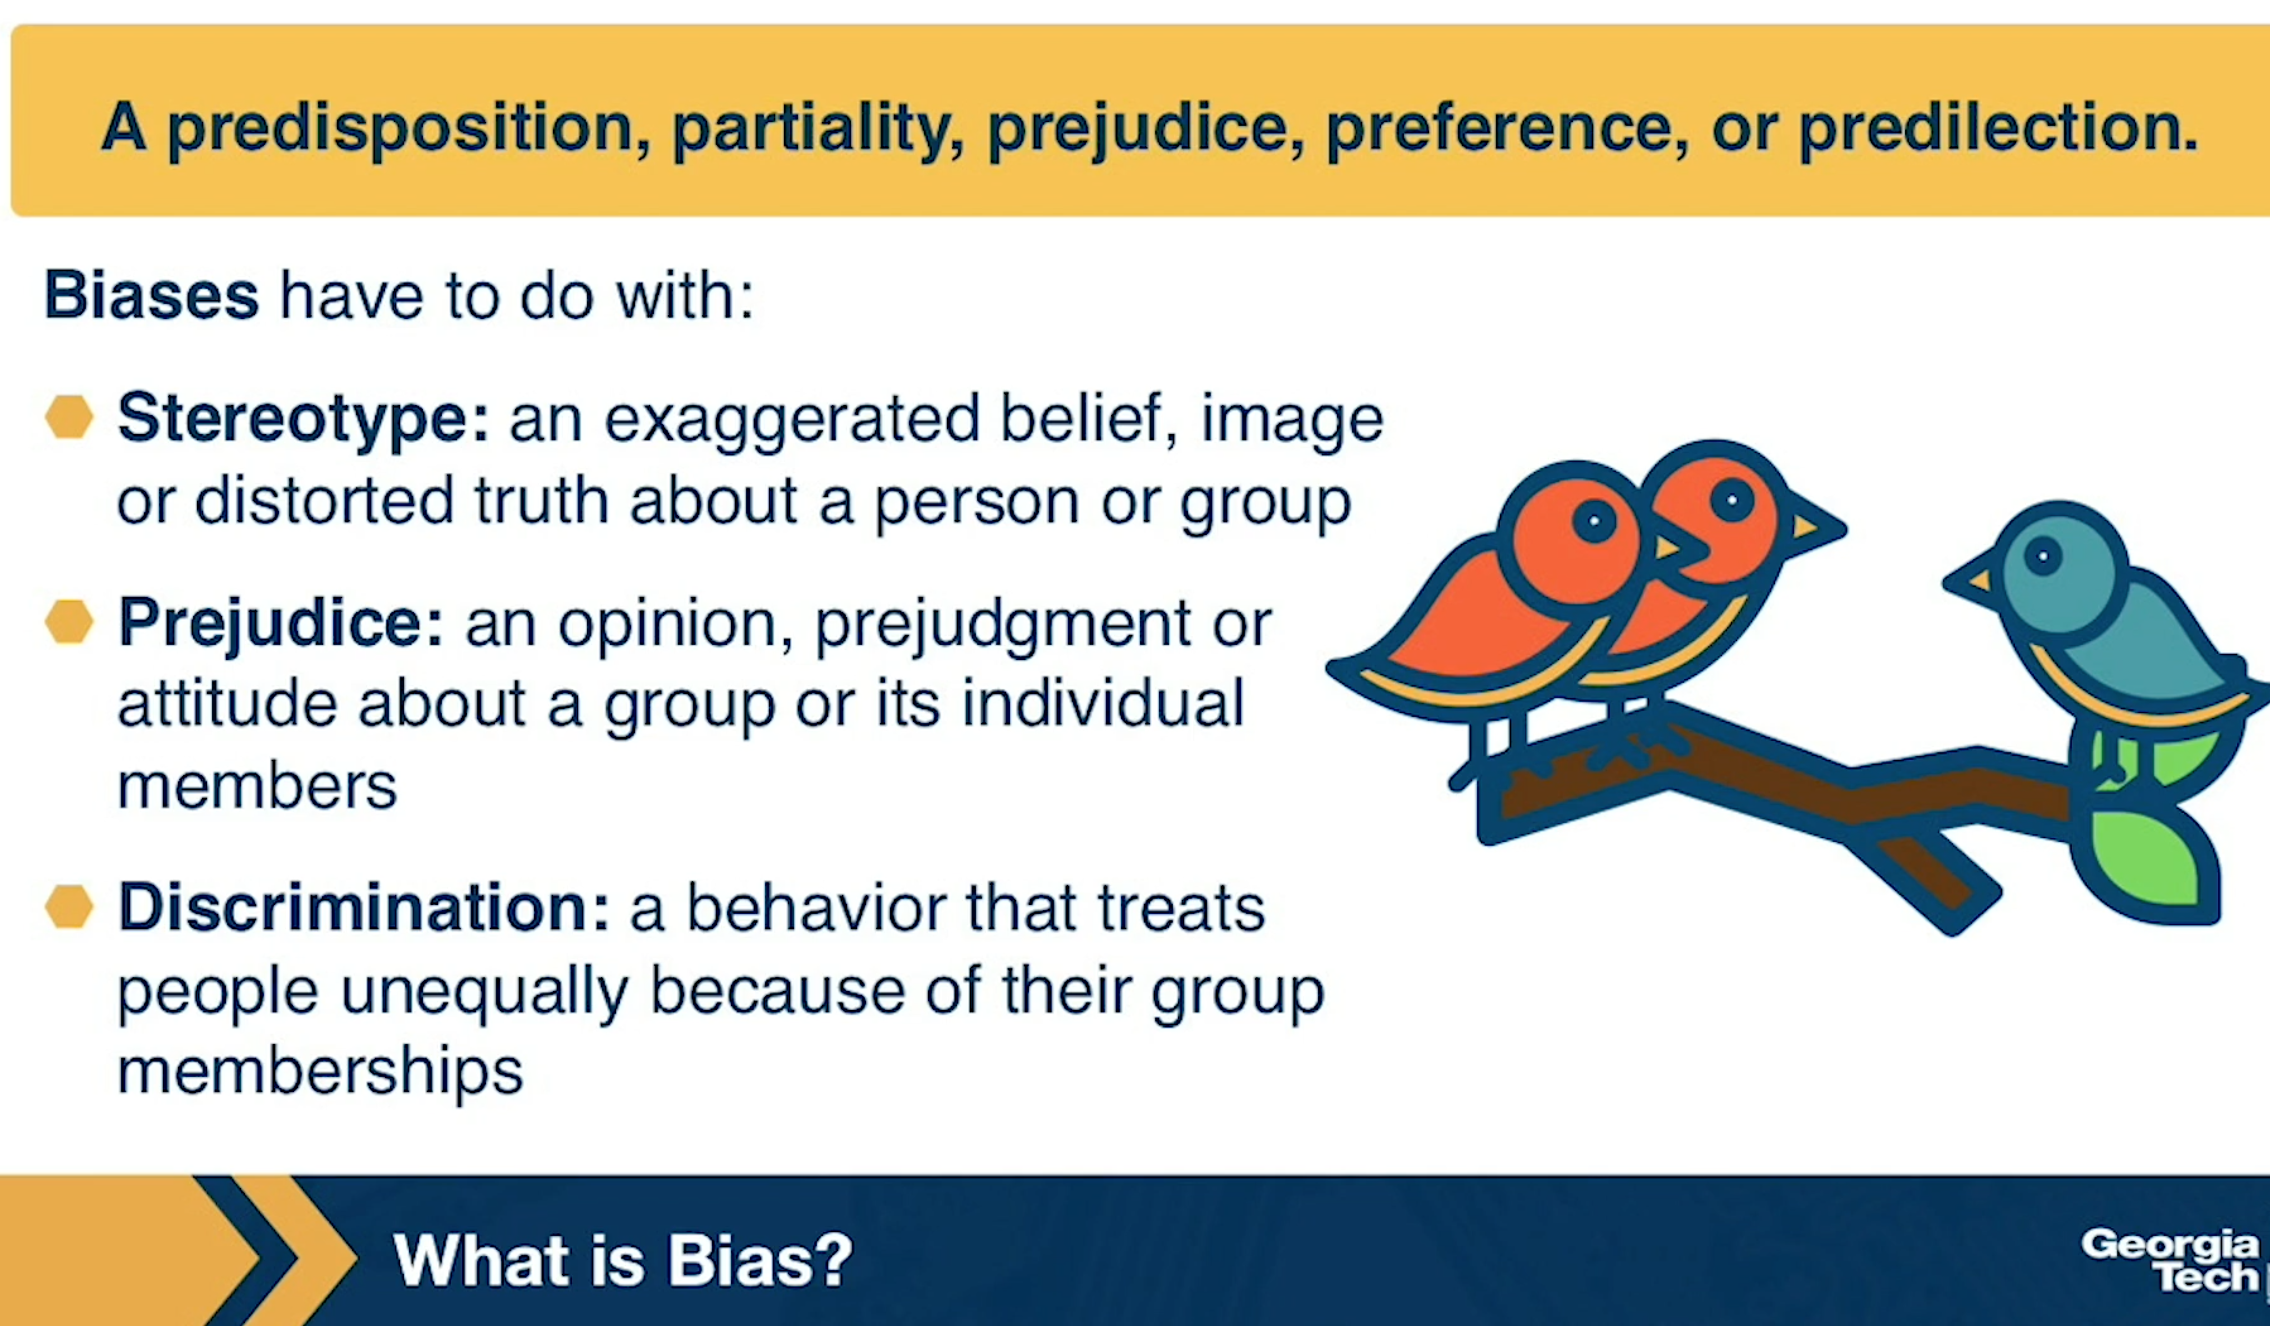 A predisposition, partiality, prejudice, preference, or predilection.
Biases have to do with:
Stereotype: an exaggerated belief, image
or distorted truth about a person or group
Prejudice: an opinion, prejudgment or
attitude about a group or its individual
members
Discrimination: a behavior that treats
people unequally because of their group
memberships
What is Bias?
Georgia
Tech